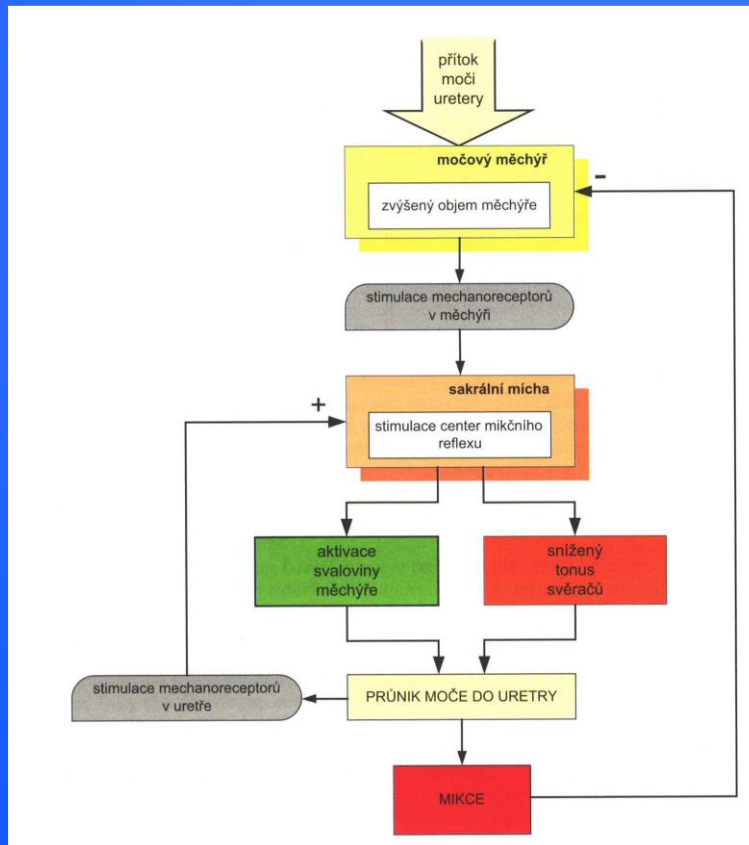 přítok
moči
uretery
močový měchýř
-
zvýšený objem měchýře
stimulace mechanoreceptorů
v měchýři
sakrální mícha
+
stimulace center mikčního
reflexu
aktivace
svaloviny
měchýře
snížený
tonus
svěračů
stimulace mechanoreceptorů
v uretře
PRŮNIK MOČE DO URETRY
MIKCE